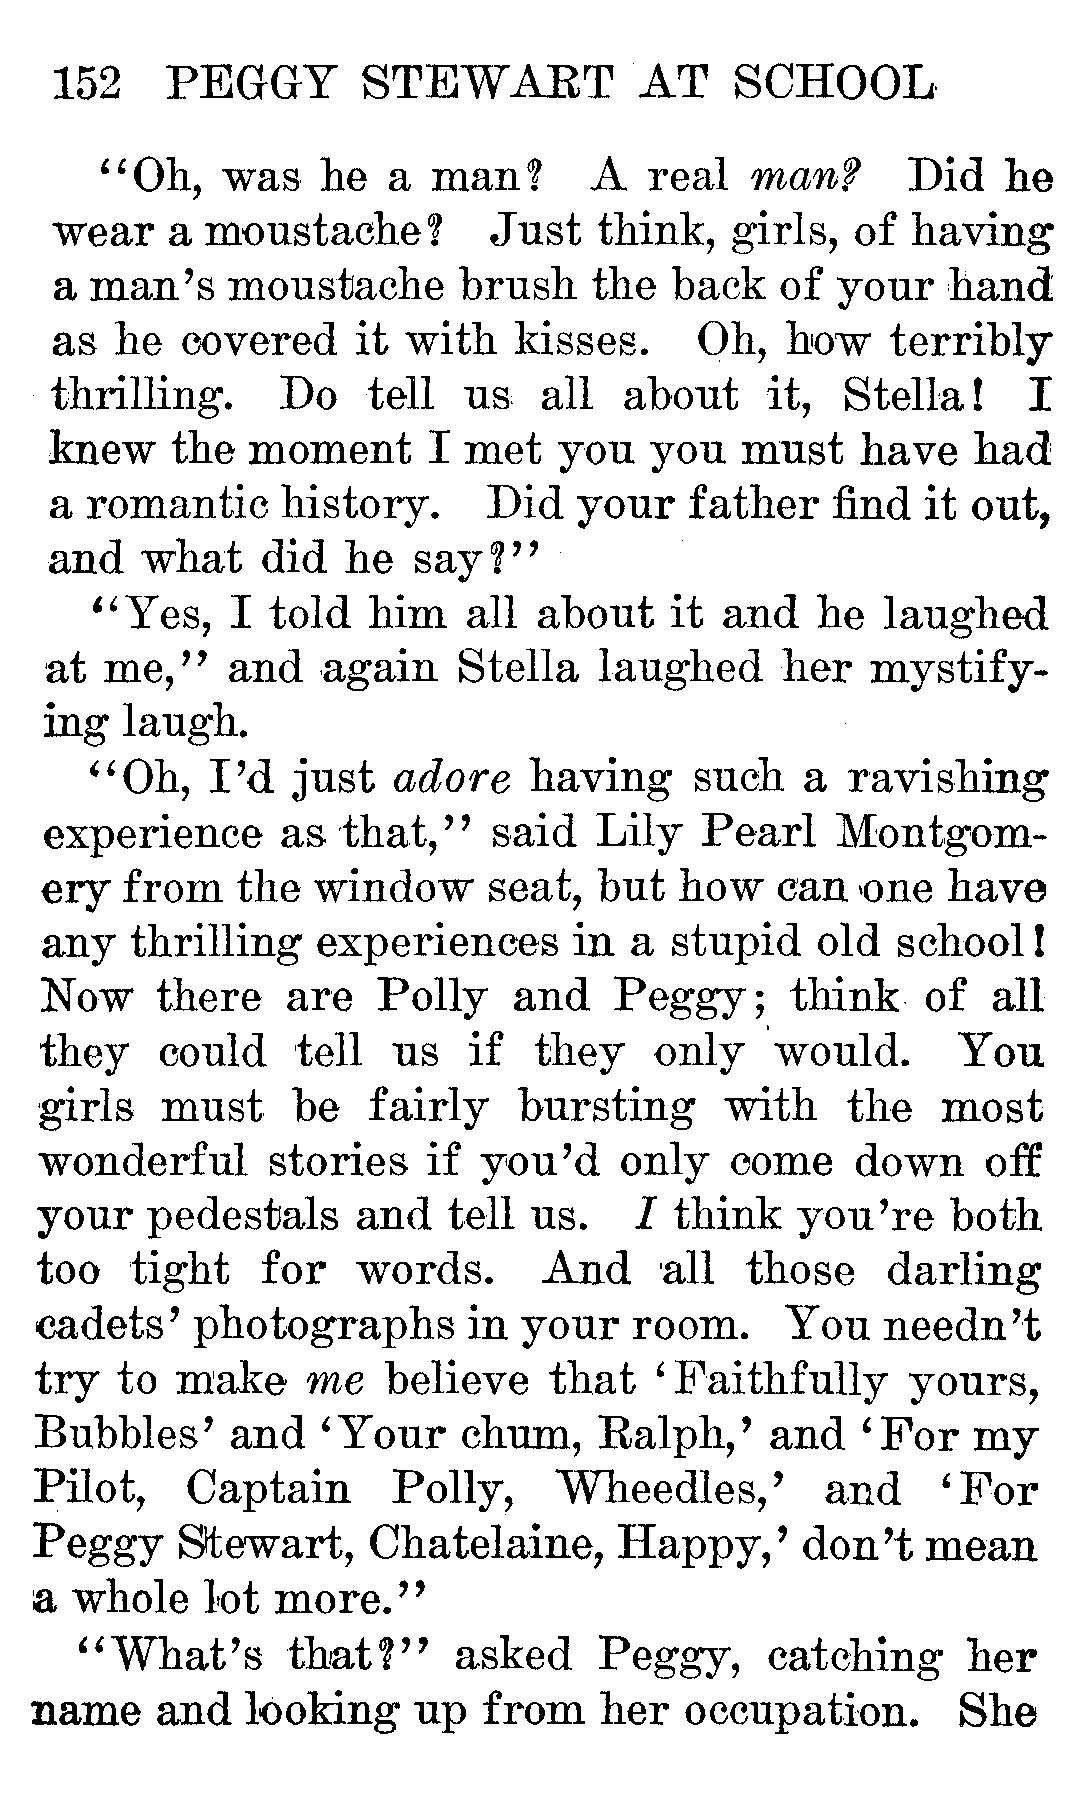 152 PEGGY STEWART AT SCHOOL
“Oh, was he a man? A real man? Did he
wear a moustache? Just think, girls, of having
a man’s moustache brush the back of your hand
as he covered it with kisses. Oh, how terribly
thrilling. Do tell us all about it, Stella! I
knew the moment I met you you must have had
a romantic history. Did your father find it out,
and what did he say?”
“Yes, I told him all about it and he laughed
at me,” and again Stella laughed her mystify-
ing laugh.
“Oh, I’d just adore having such a ravishing
experience as that,” said Lily Pearl Montgom-
ery from the window seat, but how can one have
any thrilling experiences in a stupid old school!
Now there are Polly and Peggy; think of all
they could tell us if they only would. You
girls must be fairly bursting with the most
wonderful stories if you’d only come down off
your pedestals and tell us. I think you’re both
too tight for words. And all those darling
cadets’ photographs in your room. You needn’t
try to make me believe that ‘Faithfully yours,
Bubbles’ and ‘Your chum, Ralph,’ and ‘For my
Pilot, Captain Polly, Wheedles,’ and ‘For
Peggy Stewart, Chatelaine, Happy,’ don’t mean
a whole lot more.”
“What’s that?” asked Peggy, catching her
name and looking up from her occupation. She